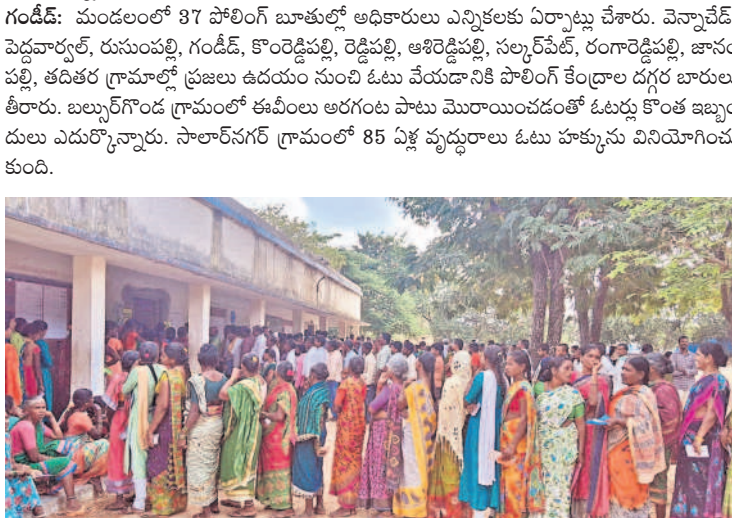 గండీడ్: మండలంలో 37 పోలింగ్ బూతుల్లో అధికారులు ఎన్నికలకు ఏర్పాట్లు చేశారు. వెన్నాచేడ్
పెద్దవార్వల్, రుసుంపల్లి, గండీడ్, కొంరెడ్డిపల్లి, రెడ్డిపల్లి, ఆశిరెడ్డిపల్లి, సల్కర్‌పేట్, రంగారెడ్డిపల్లి, జానం
పల్లి, తదితర గ్రామాల్లో ప్రజలు ఉదయం నుంచి ఓటు వేయడానికి పొలింగ్ కేంద్రాల దగ్గర బారులు
తీరారు. బల్సుర్‌గొండ గ్రామంలో ఈవీంలు అరగంట పాటు మొరాయించడంతో ఓటర్లు కొంత ఇబ్బం
దులు ఎదుర్కొన్నారు. సాలార్‌నగర్ గ్రామంలో 85 ఏళ్ల వృద్ధురాలు ఓటు హక్కును వినియోగించు
కుంది.